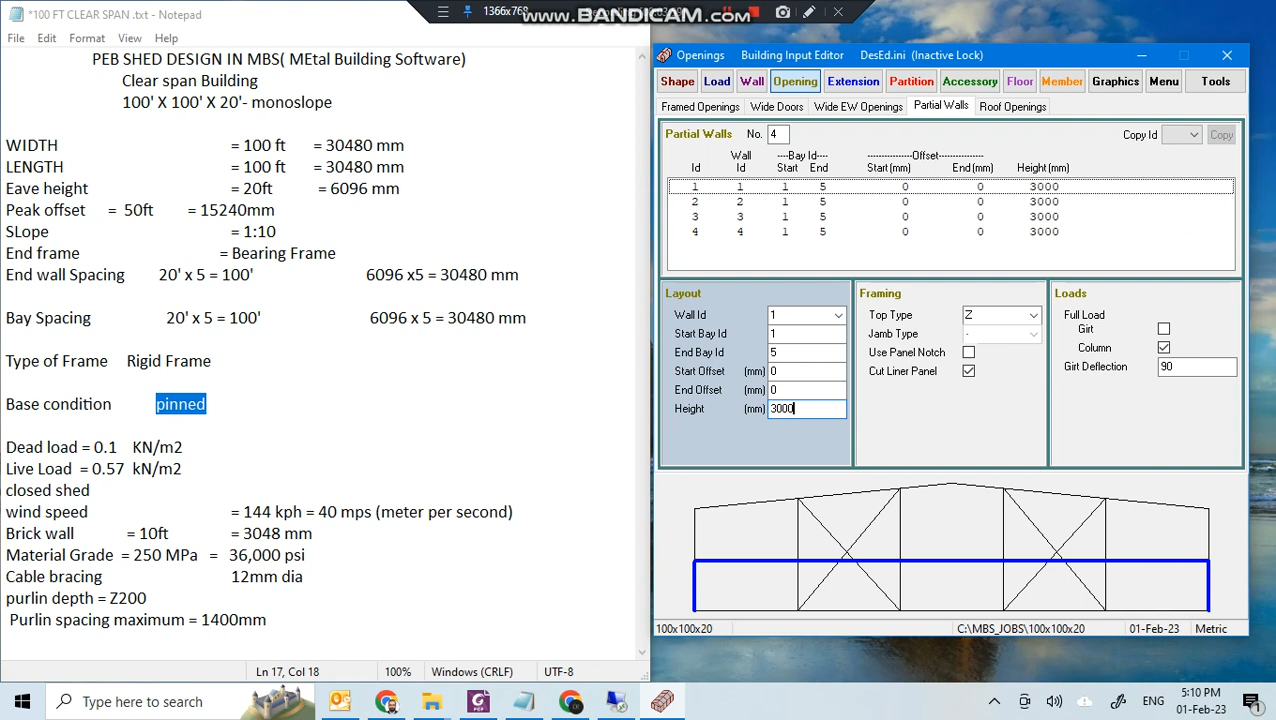 *100 FT CLEAR SPAN .txt - Notepad
1366x768
www.BANDICAM.com
File Edit Format View Help
PEB SHED DESIGN IN MBS( MEtal Building Software)
Clear span Building
100' X 100' X 20'- monoslope
WIDTH = 100 ft = 30480 mm
LENGTH = 100 ft = 30480 mm
Eave height = 20ft = 6096 mm
Peak offset = 50ft = 15240mm
SLope = 1:10
End frame = Bearing Frame
End wall Spacing 20' x 5 = 100' 6096 x5 = 30480 mm
Bay Spacing 20' x 5 = 100' 6096 x 5 = 30480 mm
Type of Frame Rigid Frame
Base condition pinned
Dead load = 0.1 KN/m2
Live Load = 0.57 kN/m2
closed shed
wind speed = 144 kph = 40 mps (meter per second)
Brick wall = 10ft = 3048 mm
Material Grade = 250 MPa = 36,000 psi
Cable bracing 12mm dia
purlin depth = Z200
Purlin spacing maximum = 1400mm
Ln 17, Col 18 100% Windows (CRLF) UTF-8
Openings Building Input Editor DesEd.ini (Inactive Lock)
Shape Load Wall Opening Extension Partition Accessory Floor Member Graphics Menu Tools
Framed Openings Wide Doors Wide EW Openings Partial Walls Roof Openings
Partial Walls No. 4 Copy Id Copy
Wall ----Bay Id--- ---------------Offset---------------
Id Id Start End Start (mm) End (mm) Height (mm)
1 1 1 5 0 0 3000
2 2 1 5 0 0 3000
3 3 1 5 0 0 3000
4 4 1 5 0 0 3000
Layout
Wall Id 1
Start Bay Id 1
End Bay Id 5
Start Offset (mm) 0
End Offset (mm) 0
Height (mm) 3000
Framing
Top Type Z
Jamb Type -
Use Panel Notch
Cut Liner Panel
Loads
Full Load
Girt
Column
Girt Deflection 90
100x100x20 C:\MBS_JOBS\100x100x20 01-Feb-23 Metric
Type here to search
ENG
5:10 PM
01-Feb-23